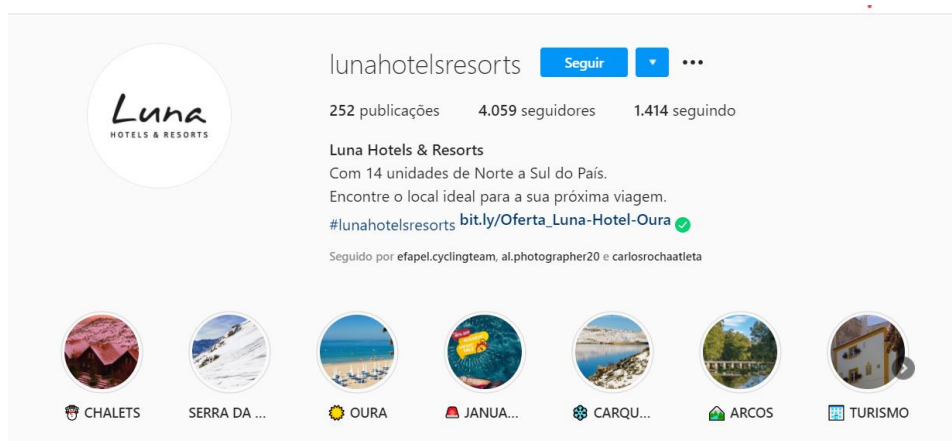 lunahotelsresorts Seguir
Luna
HOTELS & RESORTS
252 publicações 4.059 seguidores 1.414 seguindo
Luna Hotels & Resorts
Com 14 unidades de Norte a Sul do País.
Encontre o local ideal para a sua próxima viagem.
#lunahotelsresorts bit.ly/Oferta_Luna-Hotel-Oura
Seguido por efapel.cyclingteam, al.photographer20 e carlosrochaatleta
CHALETS SERRA DA ... OURA JANUA... CARQU... ARCOS TURISMO